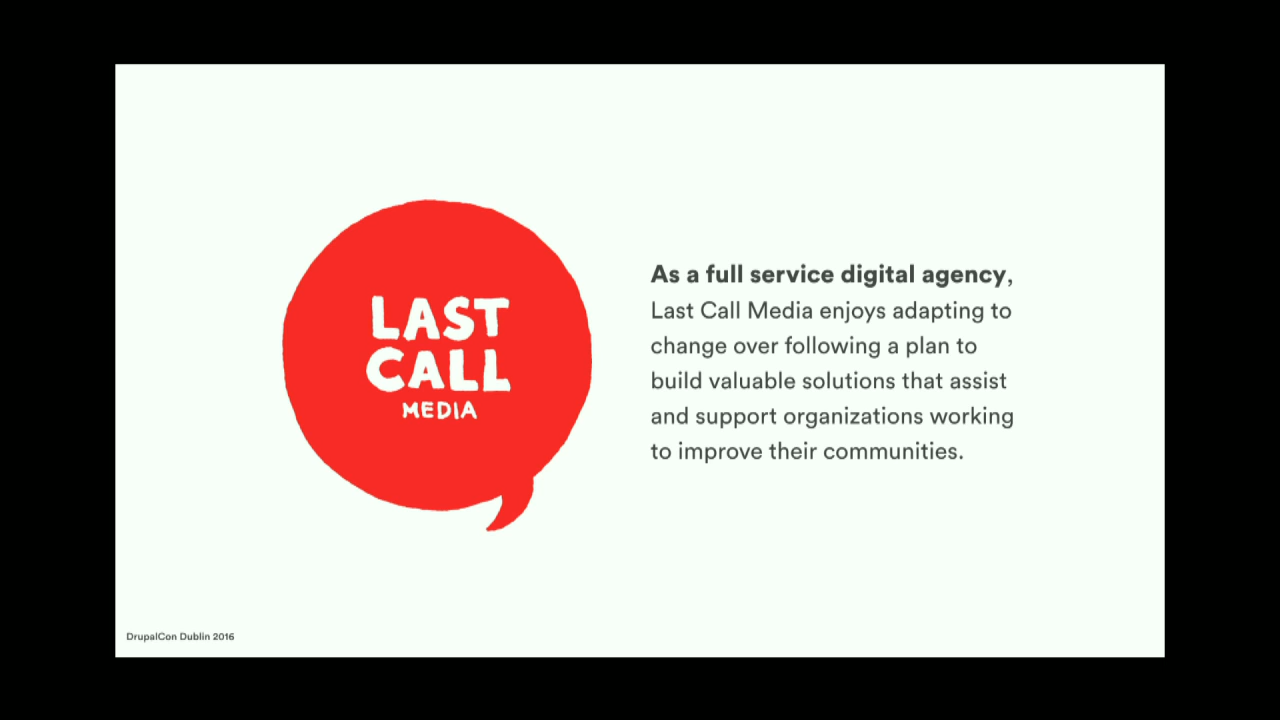 LAST
CALL
MEDIA
As a full service digital agency,
Last Call Media enjoys adapting to
change over following a plan to
build valuable solutions that assist
and support organizations working
to improve their communities.
DrupalCon Dublin 2016